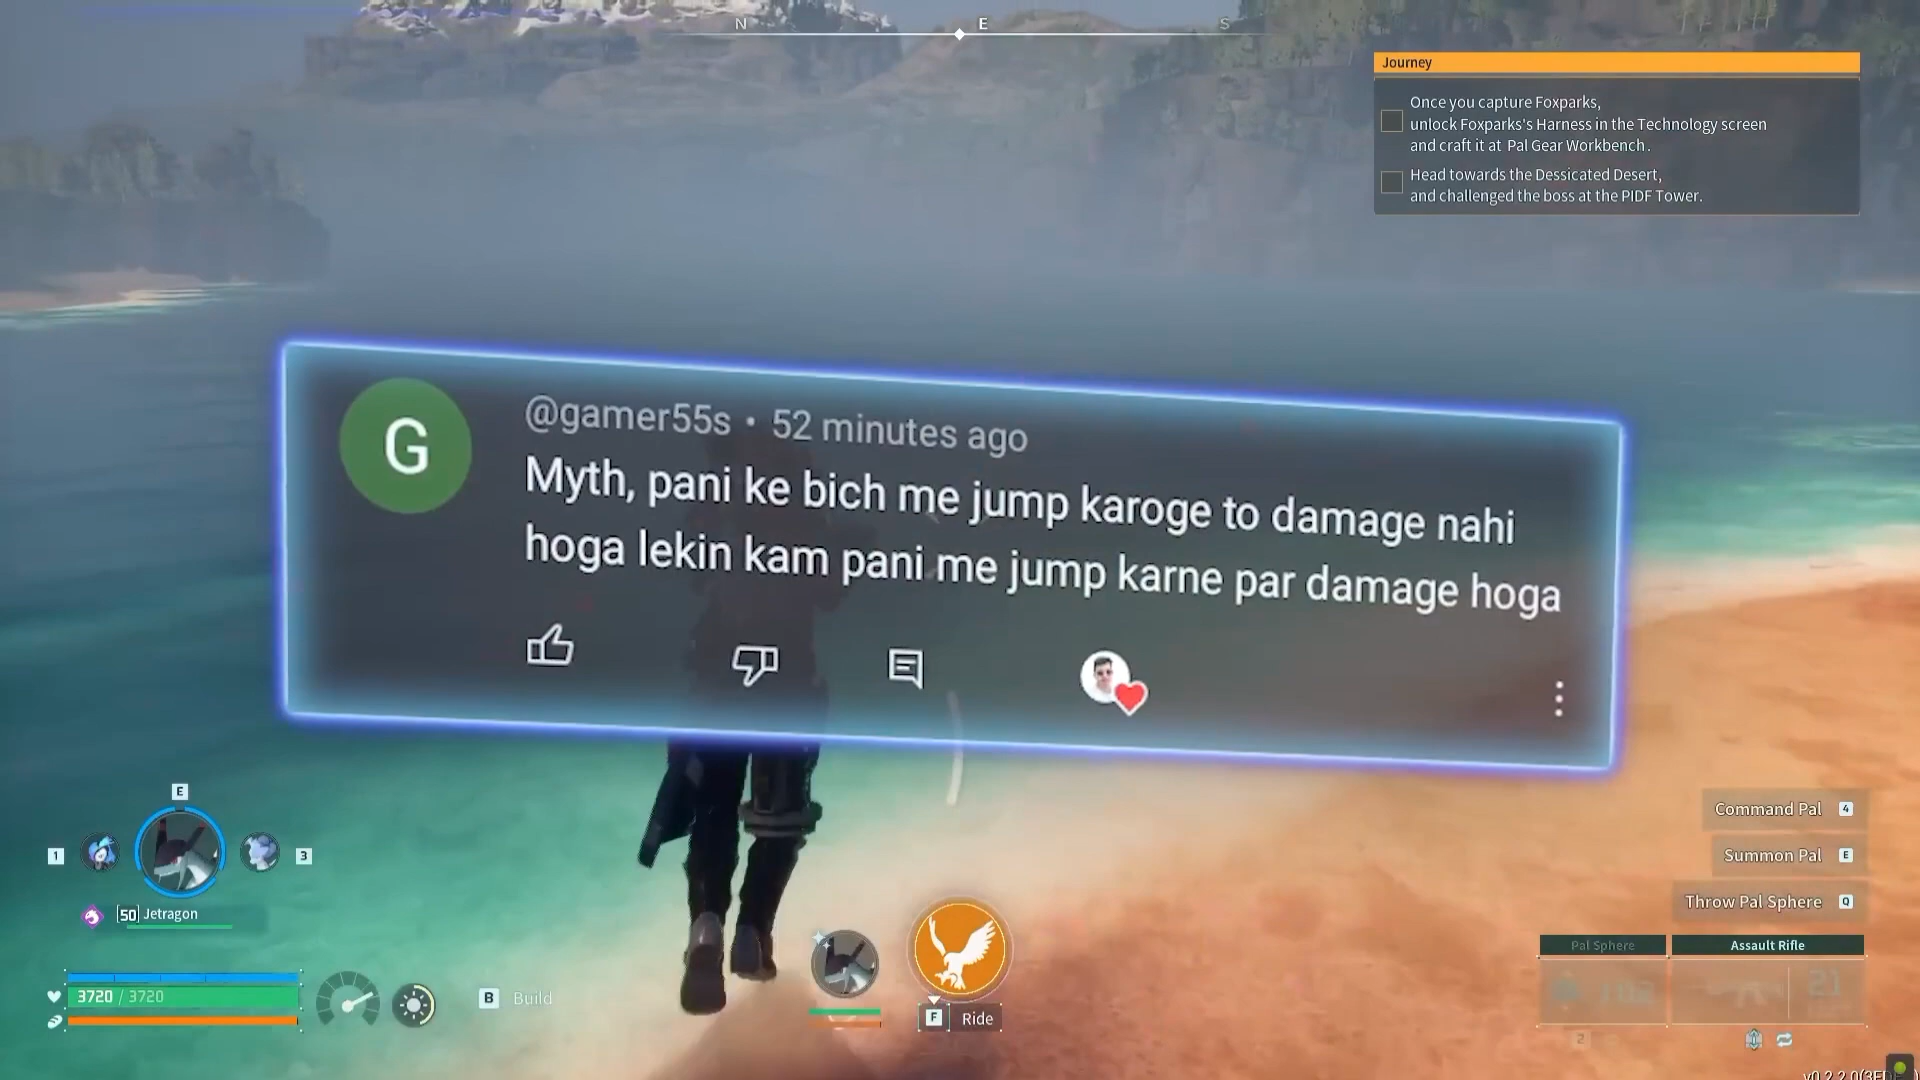 N
E
S
Journey
Once you capture Foxparks,
unlock Foxparks's Harness in the Technology screen
and craft it at Pal Gear Workbench.
Head towards the Dessicated Desert,
and challenged the boss at the PIDF Tower.
G
@gamer55s • 52 minutes ago
Myth, pani ke bich me jump karoge to damage nahi
hoga lekin kam pani me jump karne par damage hoga
E
1
3
[50] Jetragon
3720 / 3720
B Build
F Ride
Command Pal 4
Summon Pal E
Throw Pal Sphere Q
Pal Sphere
Assault Rifle
21
2